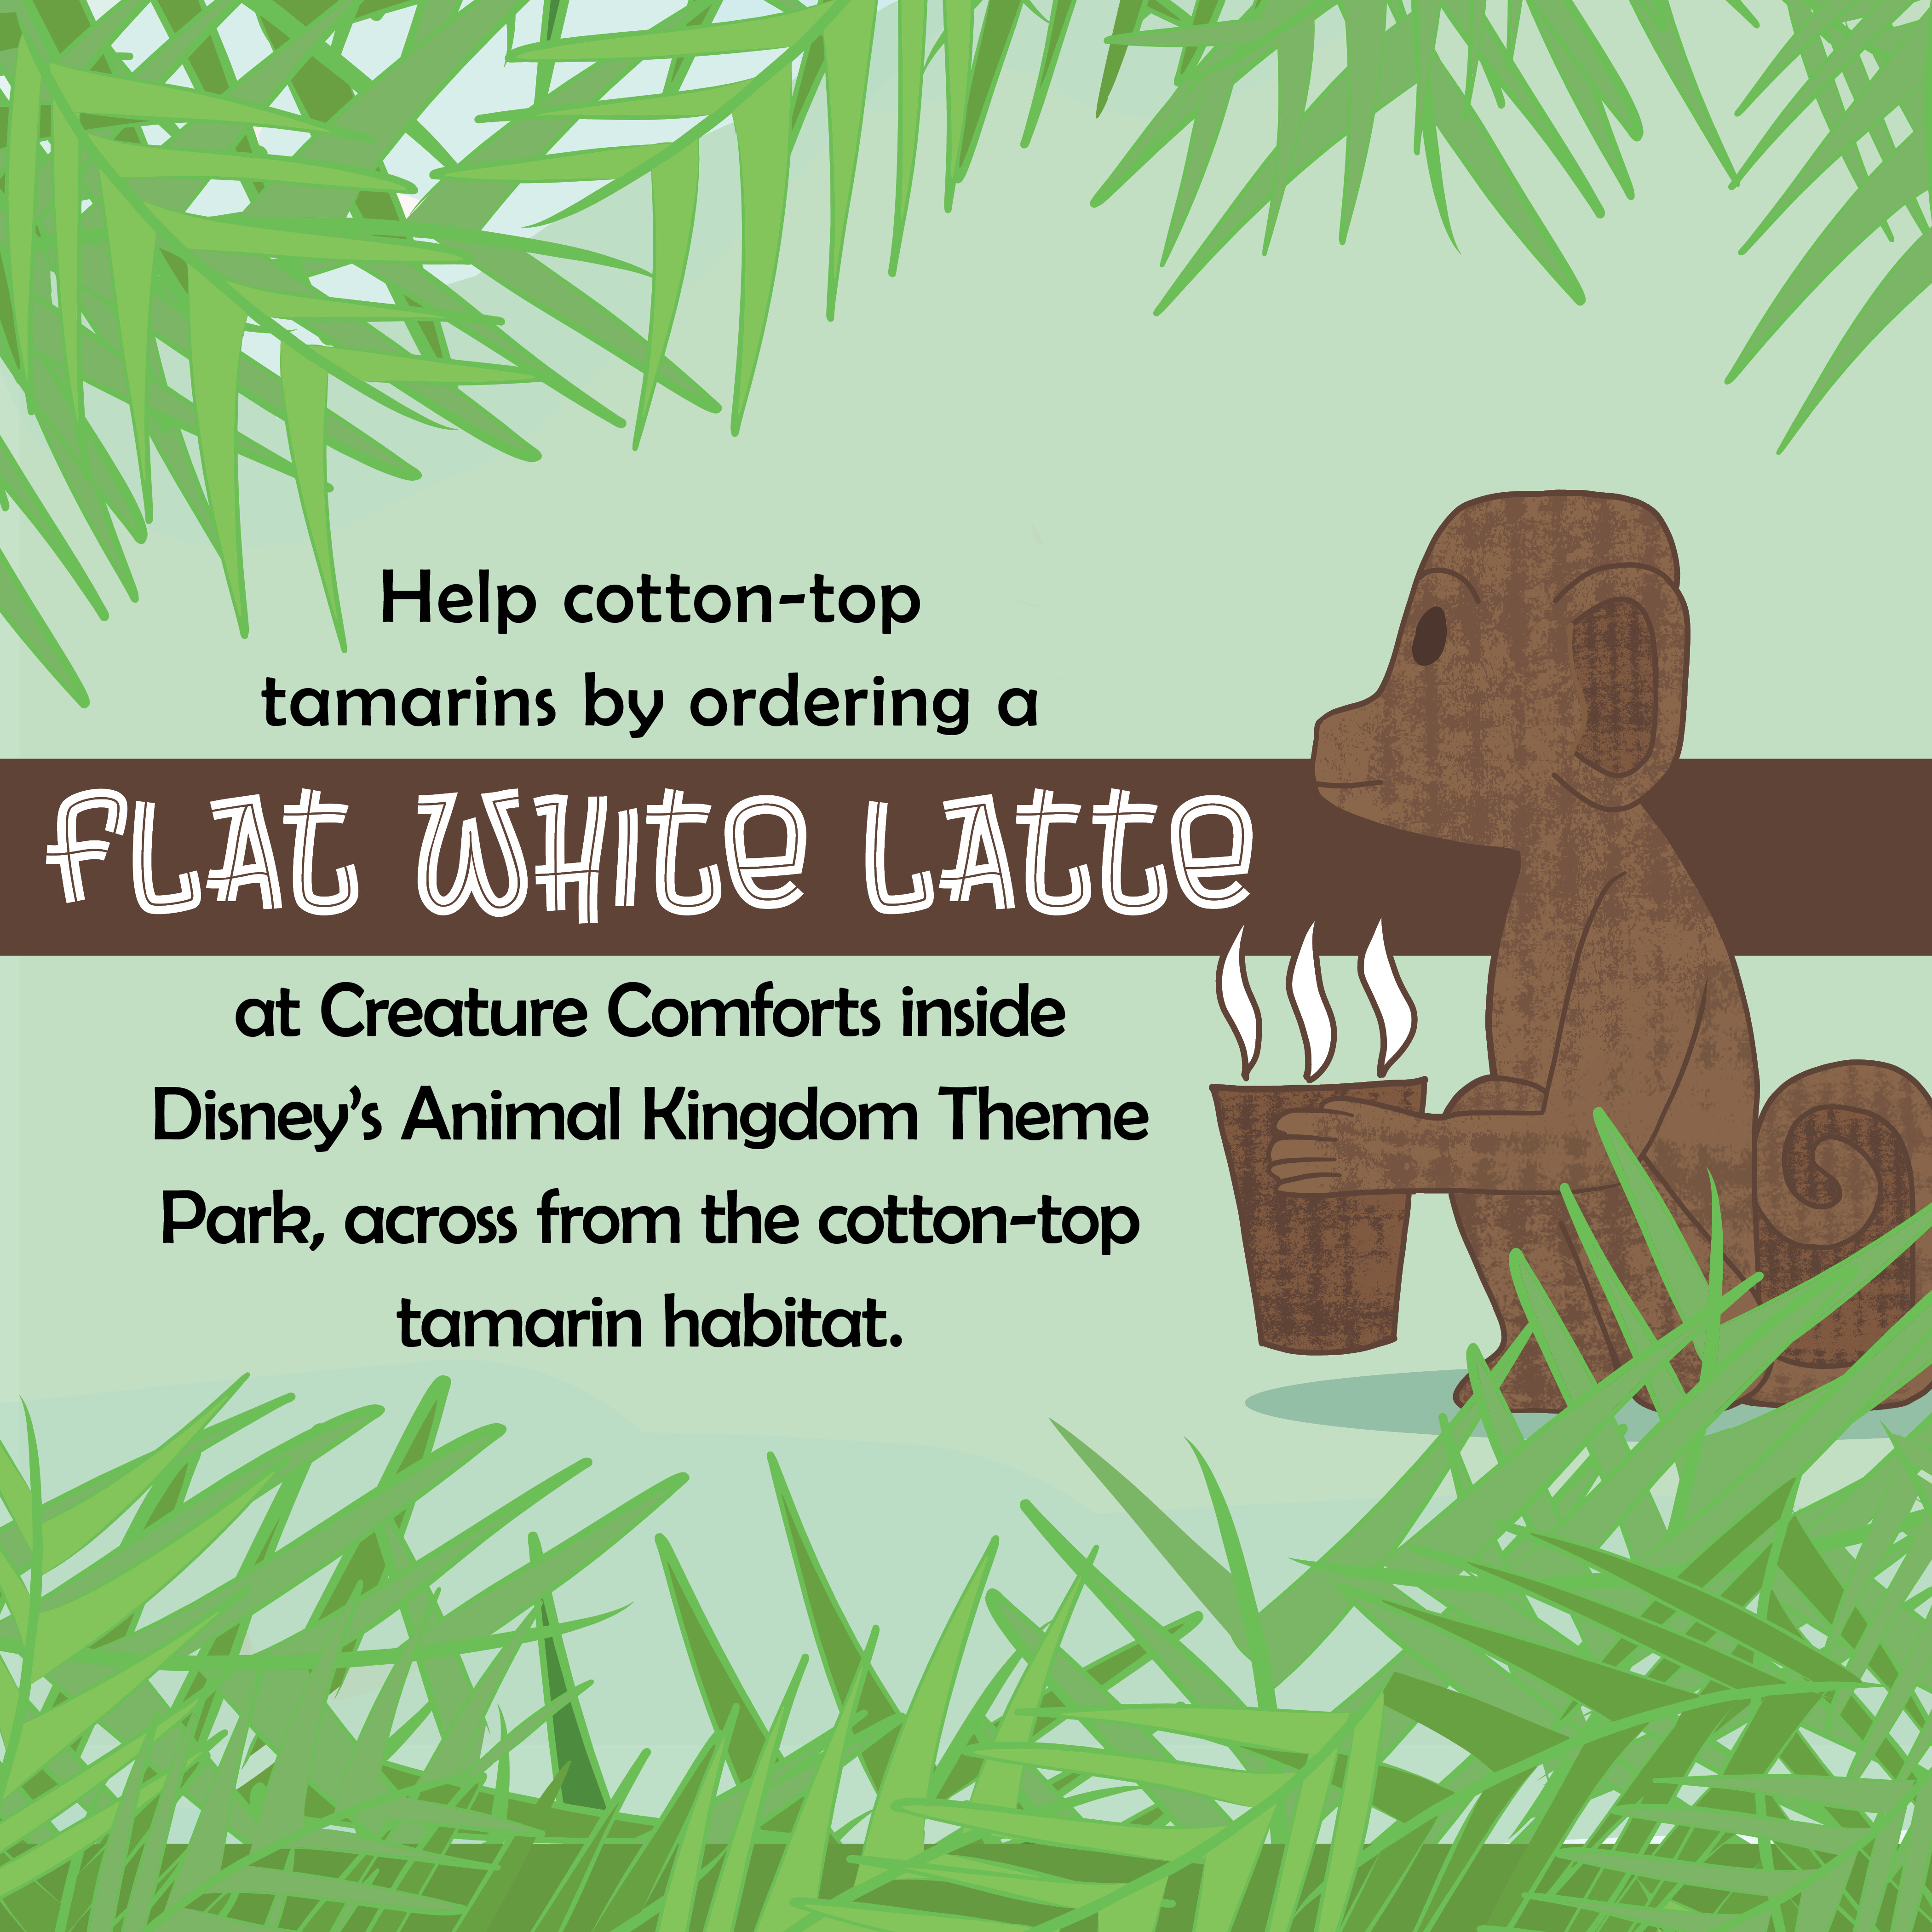 Help cotton-top
tamarins by ordering a
FLAT WHITE LATTE
at Creature Comforts inside
Disney’s Animal Kingdom Theme
Park, across from the cotton-top
tamarin habitat.